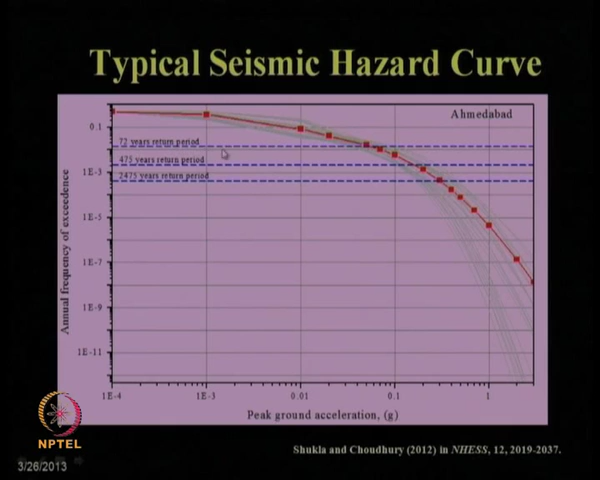 Typical Seismic Hazard Curve
Ahmedabad
0.1
72 years return period
475 years return period
1E-3
2475 years return period
1E-5
1E-7
1E-9
1E-11
Annual frequency of exceedence
1E-4
1E-3
0.01
0.1
1
Peak ground acceleration, (g)
NPTEL
Shukla and Choudhury (2012) in NHESS, 12, 2019-2037.
3/26/2013